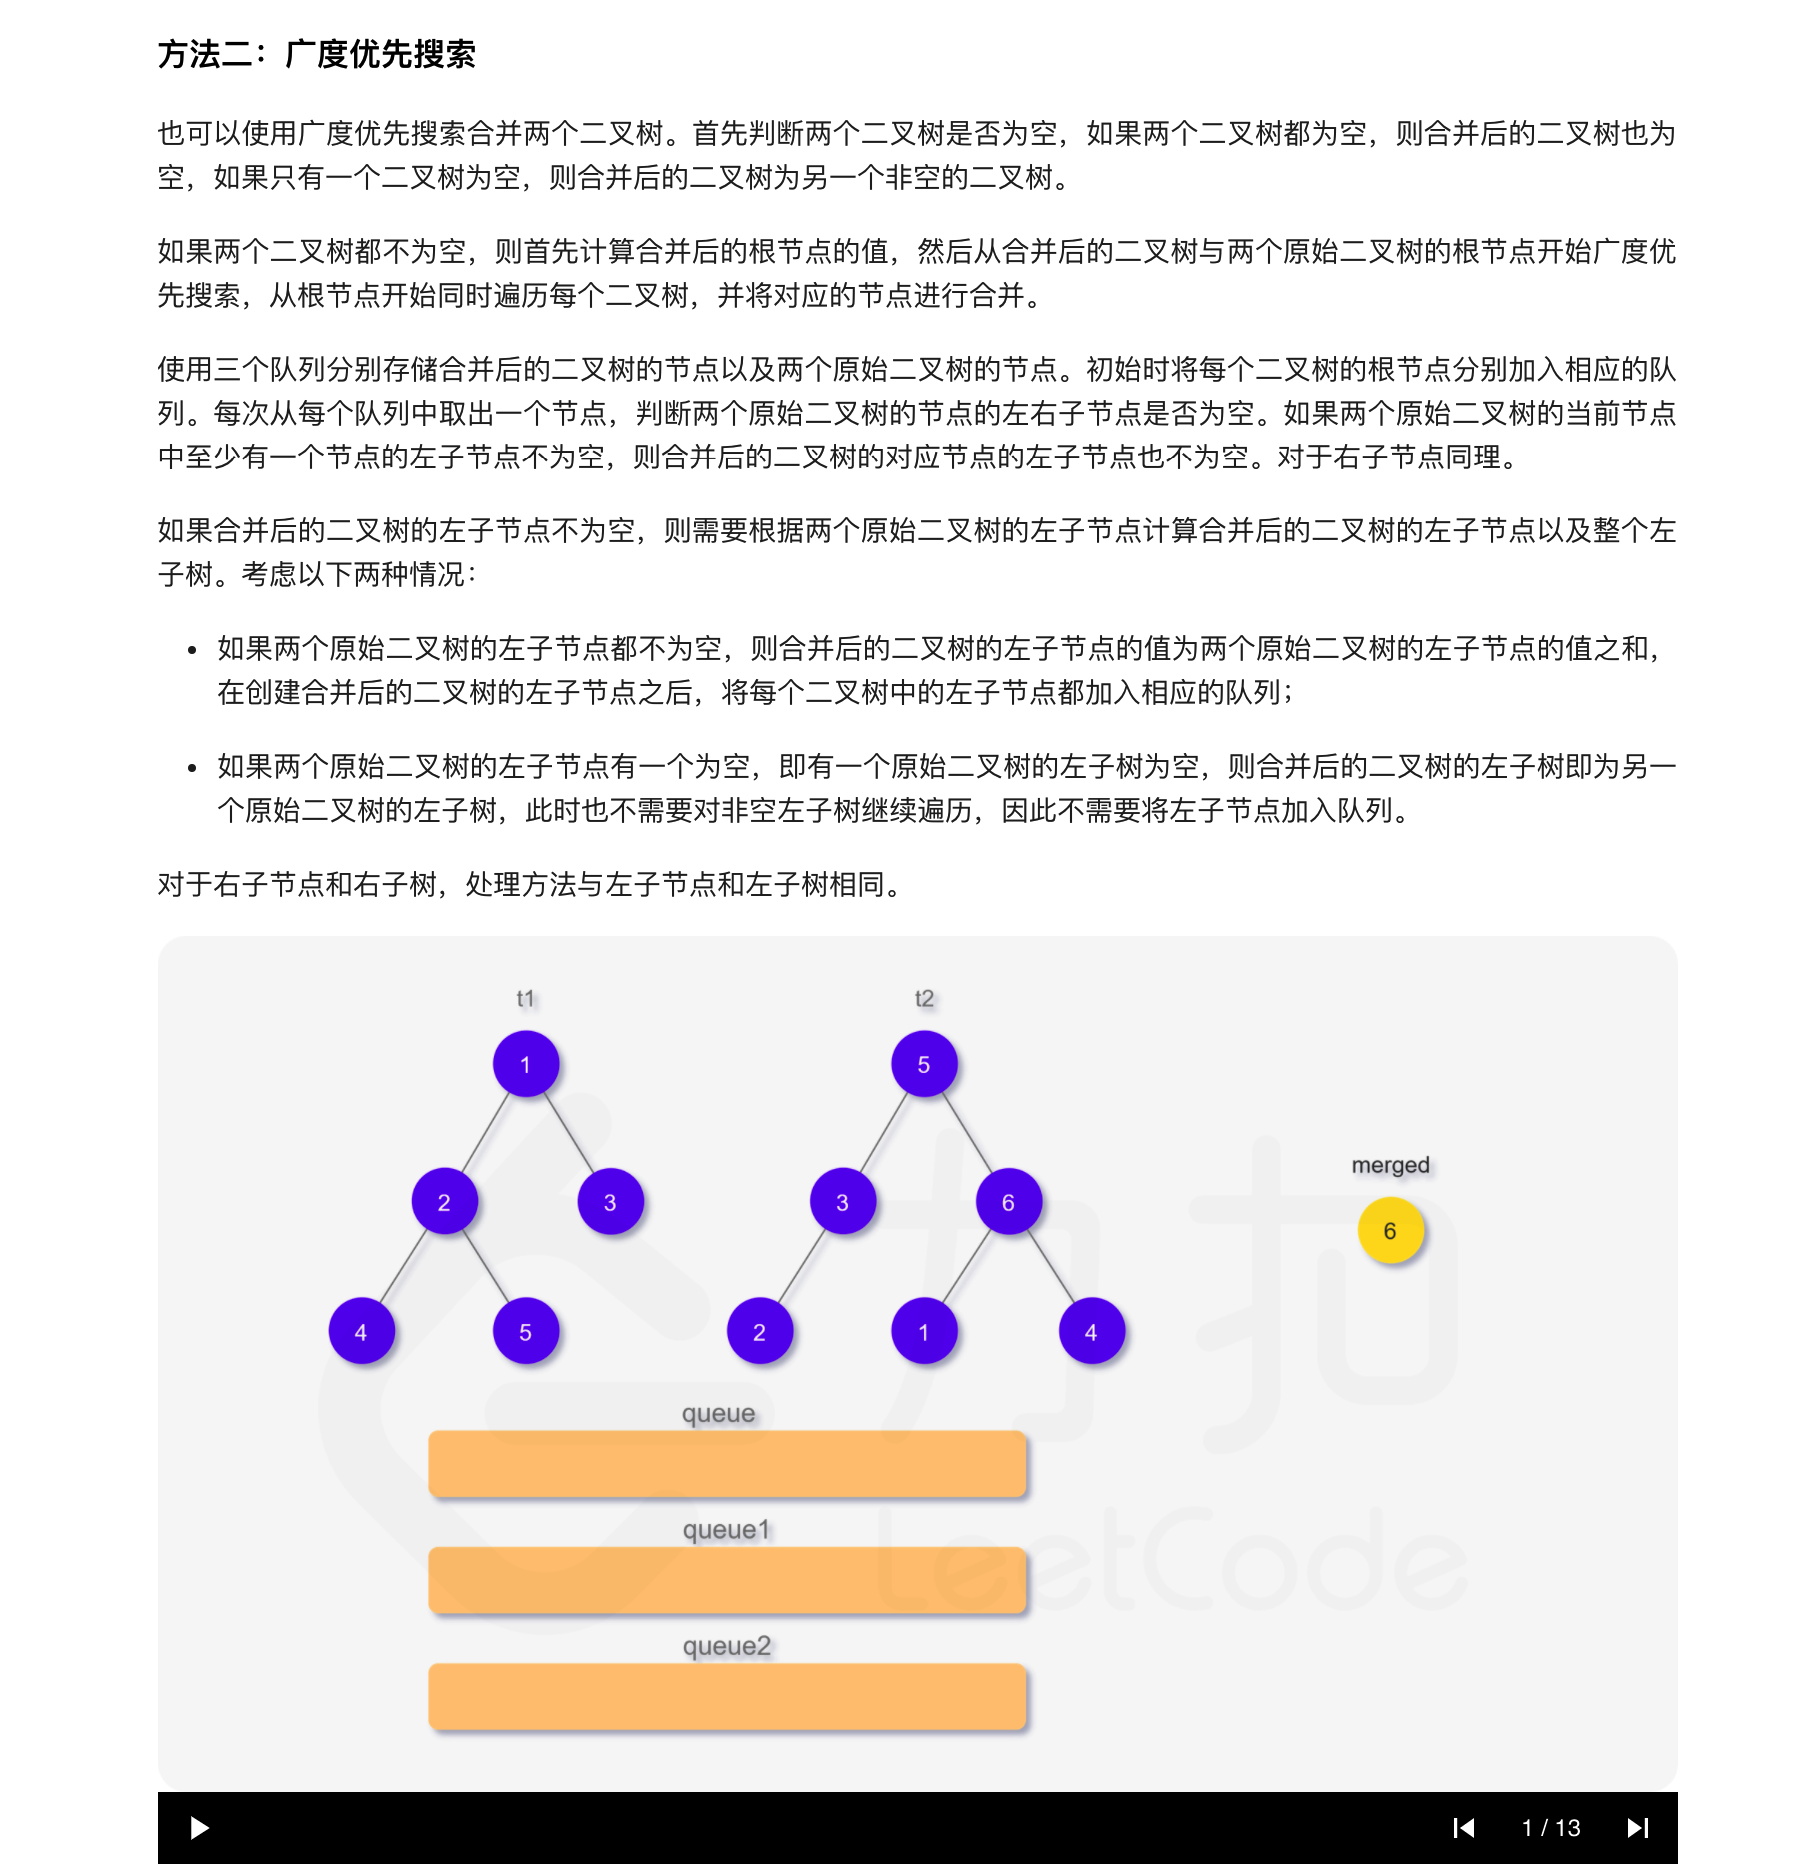 方法二：广度优先搜索
也可以使用广度优先搜索合并两个二叉树。首先判断两个二叉树是否为空，如果两个二叉树都为空，则合并后的二叉树也为
空，如果只有一个二叉树为空，则合并后的二叉树为另一个非空的二叉树。
如果两个二叉树都不为空，则首先计算合并后的根节点的值，然后从合并后的二叉树与两个原始二叉树的根节点开始广度优
先搜索，从根节点开始同时遍历每个二叉树，并将对应的节点进行合并。
使用三个队列分别存储合并后的二叉树的节点以及两个原始二叉树的节点。初始时将每个二叉树的根节点分别加入相应的队
列。每次从每个队列中取出一个节点，判断两个原始二叉树的节点的左右子节点是否为空。如果两个原始二叉树的当前节点
中至少有一个节点的左子节点不为空，则合并后的二叉树的对应节点的左子节点也不为空。对于右子节点同理。
如果合并后的二叉树的左子节点不为空，则需要根据两个原始二叉树的左子节点计算合并后的二叉树的左子节点以及整个左
子树。考虑以下两种情况：
• 如果两个原始二叉树的左子节点都不为空，则合并后的二叉树的左子节点的值为两个原始二叉树的左子节点的值之和，
在创建合并后的二叉树的左子节点之后，将每个二叉树中的左子节点都加入相应的队列；
• 如果两个原始二叉树的左子节点有一个为空，即有一个原始二叉树的左子树为空，则合并后的二叉树的左子树即为另一
个原始二叉树的左子树，此时也不需要对非空左子树继续遍历，因此不需要将左子节点加入队列。
对于右子节点和右子树，处理方法与左子节点和左子树相同。
t1 t2
1 5
merged
2 3 3 6
6
4 5 2 1 4
queue
queue1
queue2
力扣
LeetCode
1 / 13